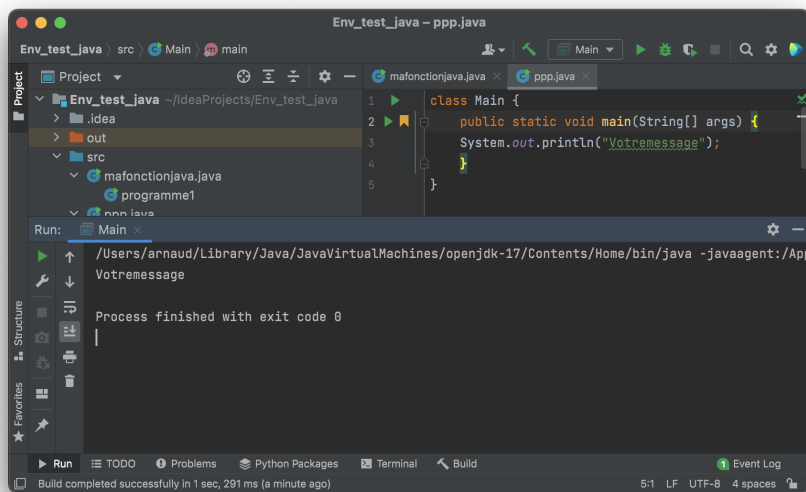 Env_test_java – ppp.java
Env_test_java src Main main
Main
Project
Project
mafonctionjava.java
ppp.java
Env_test_java ~/IdeaProjects/Env_test_java
.idea
out
src
mafonctionjava.java
programme1
ppp.java
1 class Main {
2 public static void main(String[] args) {
3 System.out.println("Votremessage");
4 }
5 }
Run: Main
/Users/arnaud/Library/Java/JavaVirtualMachines/openjdk-17/Contents/Home/bin/java -javaagent:/App
Votremessage
Process finished with exit code 0
Structure
Favorites
Run TODO Problems Python Packages Terminal Build 1 Event Log
Build completed successfully in 1 sec, 291 ms (a minute ago) 5:1 LF UTF-8 4 spaces